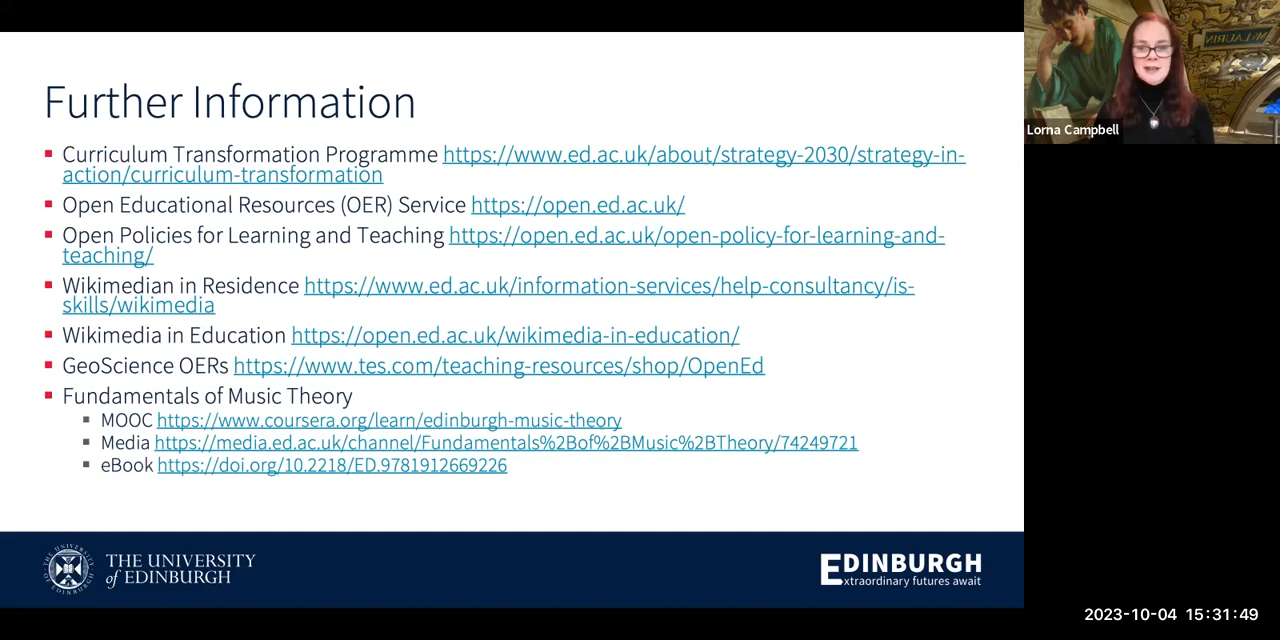 Further Information
Curriculum Transformation Programme https://www.ed.ac.uk/about/strategy-2030/strategy-in-
action/curriculum-transformation
Open Educational Resources (OER) Service https://open.ed.ac.uk/
Open Policies for Learning and Teaching https://open.ed.ac.uk/open-policy-for-learning-and-
teaching/
Wikimedian in Residence https://www.ed.ac.uk/information-services/help-consultancy/is-
skills/wikimedia
Wikimedia in Education https://open.ed.ac.uk/wikimedia-in-education/
GeoScience OERs https://www.tes.com/teaching-resources/shop/OpenEd
Fundamentals of Music Theory
MOOC https://www.coursera.org/learn/edinburgh-music-theory
Media https://media.ed.ac.uk/channel/Fundamentals%2Bof%2BMusic%2BTheory/74249721
eBook https://doi.org/10.2218/ED.9781912669226
THE UNIVERSITY
of EDINBURGH
EDINBURGH
xtraordinary futures await
Lorna Campbell
2023-10-04 15:31:49